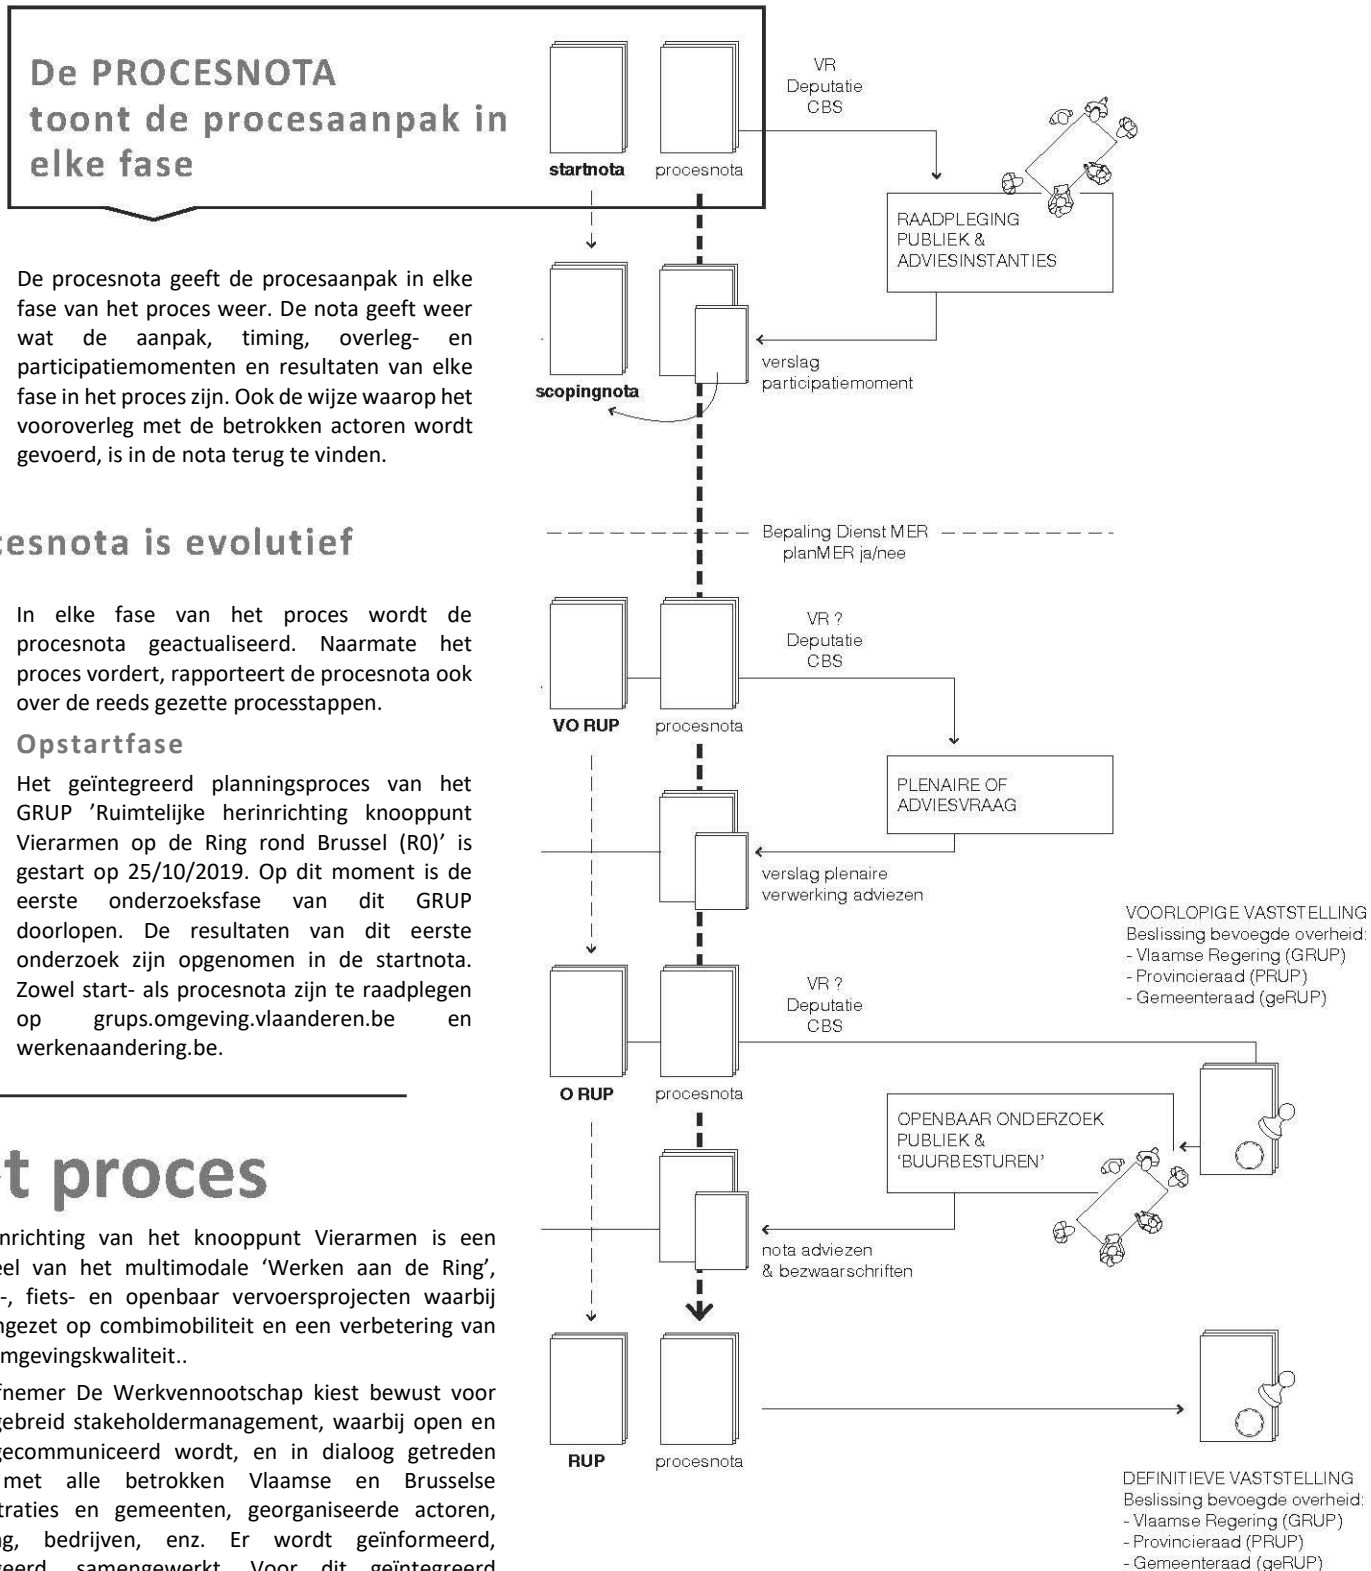 De PROCESNOTA
toont de procesaanpak in
elke fase
De procesnota geeft de procesaanpak in elke
fase van het proces weer. De nota geeft weer
wat de aanpak, timing, overleg- en
participatiemomenten en resultaten van elke
fase in het proces zijn. Ook de wijze waarop het
vooroverleg met de betrokken actoren wordt
gevoerd, is in de nota terug te vinden.
cesnota is evolutief
In elke fase van het proces wordt de
procesnota geactualiseerd. Naarmate het
proces vordert, rapporteert de procesnota ook
over de reeds gezette processtappen.
Opstartfase
Het geïntegreerd planningsproces van het
GRUP ’Ruimtelijke herinrichting knooppunt
Vierarmen op de Ring rond Brussel (R0)’ is
gestart op 25/10/2019. Op dit moment is de
eerste onderzoeksfase van dit GRUP
doorlopen. De resultaten van dit eerste
onderzoek zijn opgenomen in de startnota.
Zowel start- als procesnota zijn te raadplegen
op grups.omgeving.vlaanderen.be en
werkenaandering.be.
t proces
nrichting van het knooppunt Vierarmen is een
eel van het multimodale ‘Werken aan de Ring’,
-, fiets- en openbaar vervoersprojecten waarbij
ngezet op combimobiliteit en een verbetering van
mgevingskwaliteit..
fnemer De Werkvennootschap kiest bewust voor
gebreid stakeholdermanagement, waarbij open en
gecommuniceerd wordt, en in dialoog getreden
met alle betrokken Vlaamse en Brusselse
traties en gemeenten, georganiseerde actoren,
ng, bedrijven, enz. Er wordt geïnformeerd,
geerd, samengewerkt. Voor dit geïntegreerd
startnota
procesnota
VR
Deputatie
CBS
RAADPLEGING
PUBLIEK &
ADVIESINSTANTIES
verslag
participatiemoment
scopingnota
Bepaling Dienst MER
planMER ja/nee
VR ?
Deputatie
CBS
VO RUP
procesnota
PLENAIRE OF
ADVIESVRAAG
verslag plenaire
verwerking adviezen
VOORLOPIGE VASTSTELLING
Beslissing bevoegde overheid:
- Vlaamse Regering (GRUP)
- Provincieraad (PRUP)
- Gemeenteraad (geRUP)
VR ?
Deputatie
CBS
O RUP
procesnota
OPENBAAR ONDERZOEK
PUBLIEK &
‘BUURBESTUREN’
nota adviezen
& bezwaarschriften
RUP
procesnota
DEFINITIEVE VASTSTELLING
Beslissing bevoegde overheid:
- Vlaamse Regering (GRUP)
- Provincieraad (PRUP)
- Gemeenteraad (geRUP)